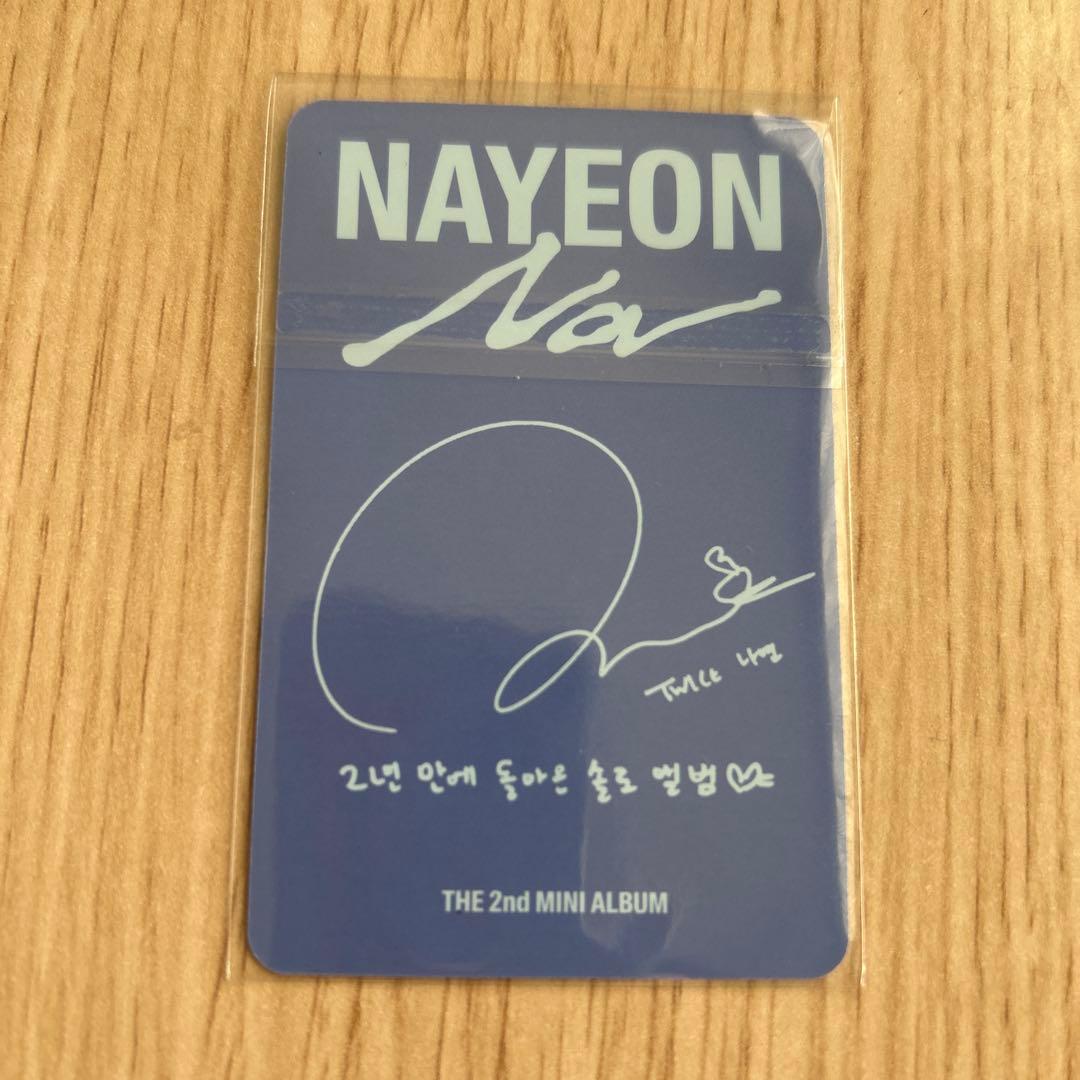 NAYEON
Na
TWICE 나연
2년 만에 돌아온 솔로 앨범
THE 2nd MINI ALBUM